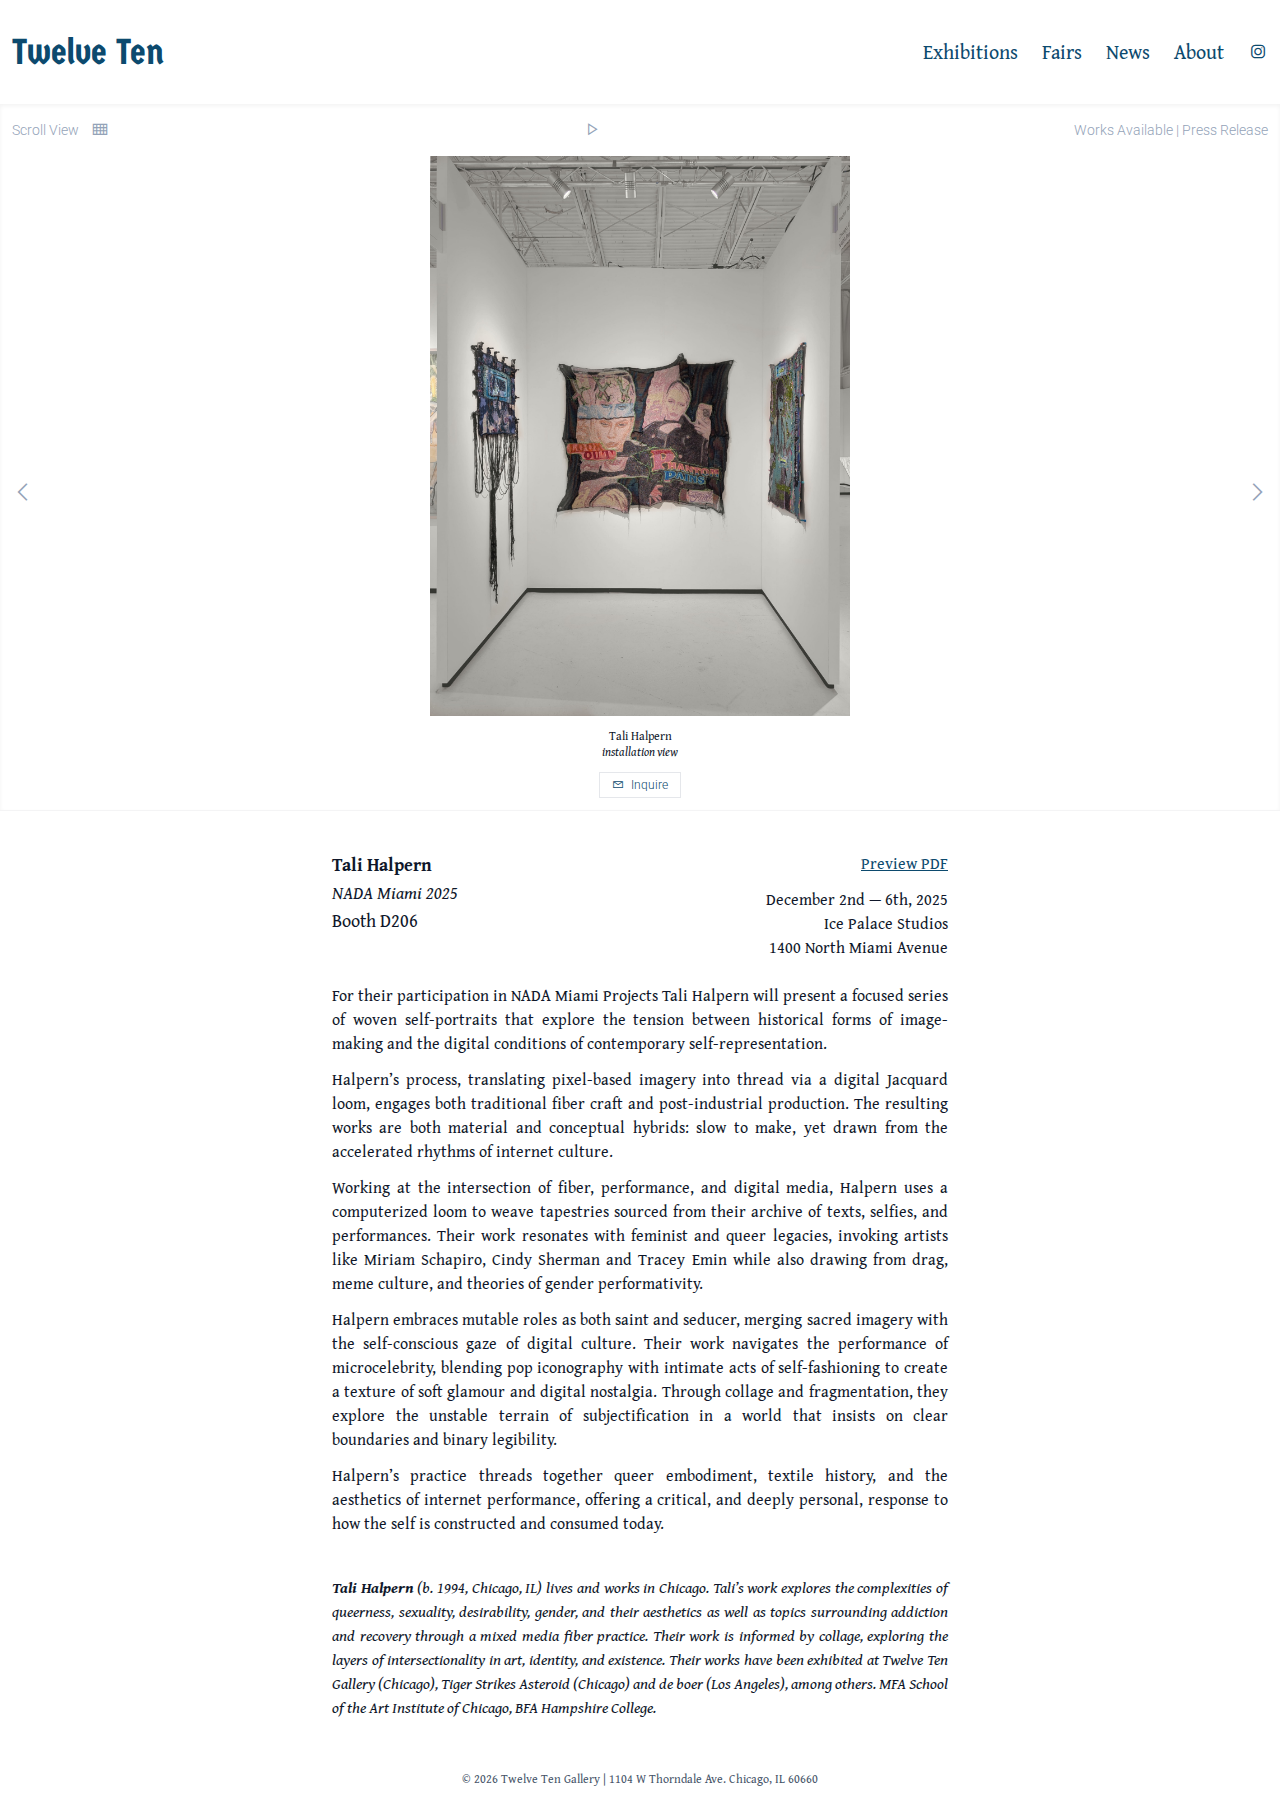 Twelve Ten
Exhibitions Fairs News About
Scroll View
Works Available | Press Release
Tali Halpern
installation view
Inquire
Tali Halpern
NADA Miami 2025
Booth D206
Preview PDF
December 2nd — 6th, 2025
Ice Palace Studios
1400 North Miami Avenue
For their participation in NADA Miami Projects Tali Halpern will present a focused series
of woven self-portraits that explore the tension between historical forms of image-
making and the digital conditions of contemporary self-representation.
Halpern’s process, translating pixel-based imagery into thread via a digital Jacquard
loom, engages both traditional fiber craft and post-industrial production. The resulting
works are both material and conceptual hybrids: slow to make, yet drawn from the
accelerated rhythms of internet culture.
Working at the intersection of fiber, performance, and digital media, Halpern uses a
computerized loom to weave tapestries sourced from their archive of texts, selfies, and
performances. Their work resonates with feminist and queer legacies, invoking artists
like Miriam Schapiro, Cindy Sherman and Tracey Emin while also drawing from drag,
meme culture, and theories of gender performativity.
Halpern embraces mutable roles as both saint and seducer, merging sacred imagery with
the self-conscious gaze of digital culture. Their work navigates the performance of
microcelebrity, blending pop iconography with intimate acts of self-fashioning to create
a texture of soft glamour and digital nostalgia. Through collage and fragmentation, they
explore the unstable terrain of subjectification in a world that insists on clear
boundaries and binary legibility.
Halpern’s practice threads together queer embodiment, textile history, and the
aesthetics of internet performance, offering a critical, and deeply personal, response to
how the self is constructed and consumed today.
Tali Halpern (b. 1994, Chicago, IL) lives and works in Chicago. Tali’s work explores the complexities of
queerness, sexuality, desirability, gender, and their aesthetics as well as topics surrounding addiction
and recovery through a mixed media fiber practice. Their work is informed by collage, exploring the
layers of intersectionality in art, identity, and existence. Their works have been exhibited at Twelve Ten
Gallery (Chicago), Tiger Strikes Asteroid (Chicago) and de boer (Los Angeles), among others. MFA School
of the Art Institute of Chicago, BFA Hampshire College.
© 2026 Twelve Ten Gallery | 1104 W Thorndale Ave. Chicago, IL 60660